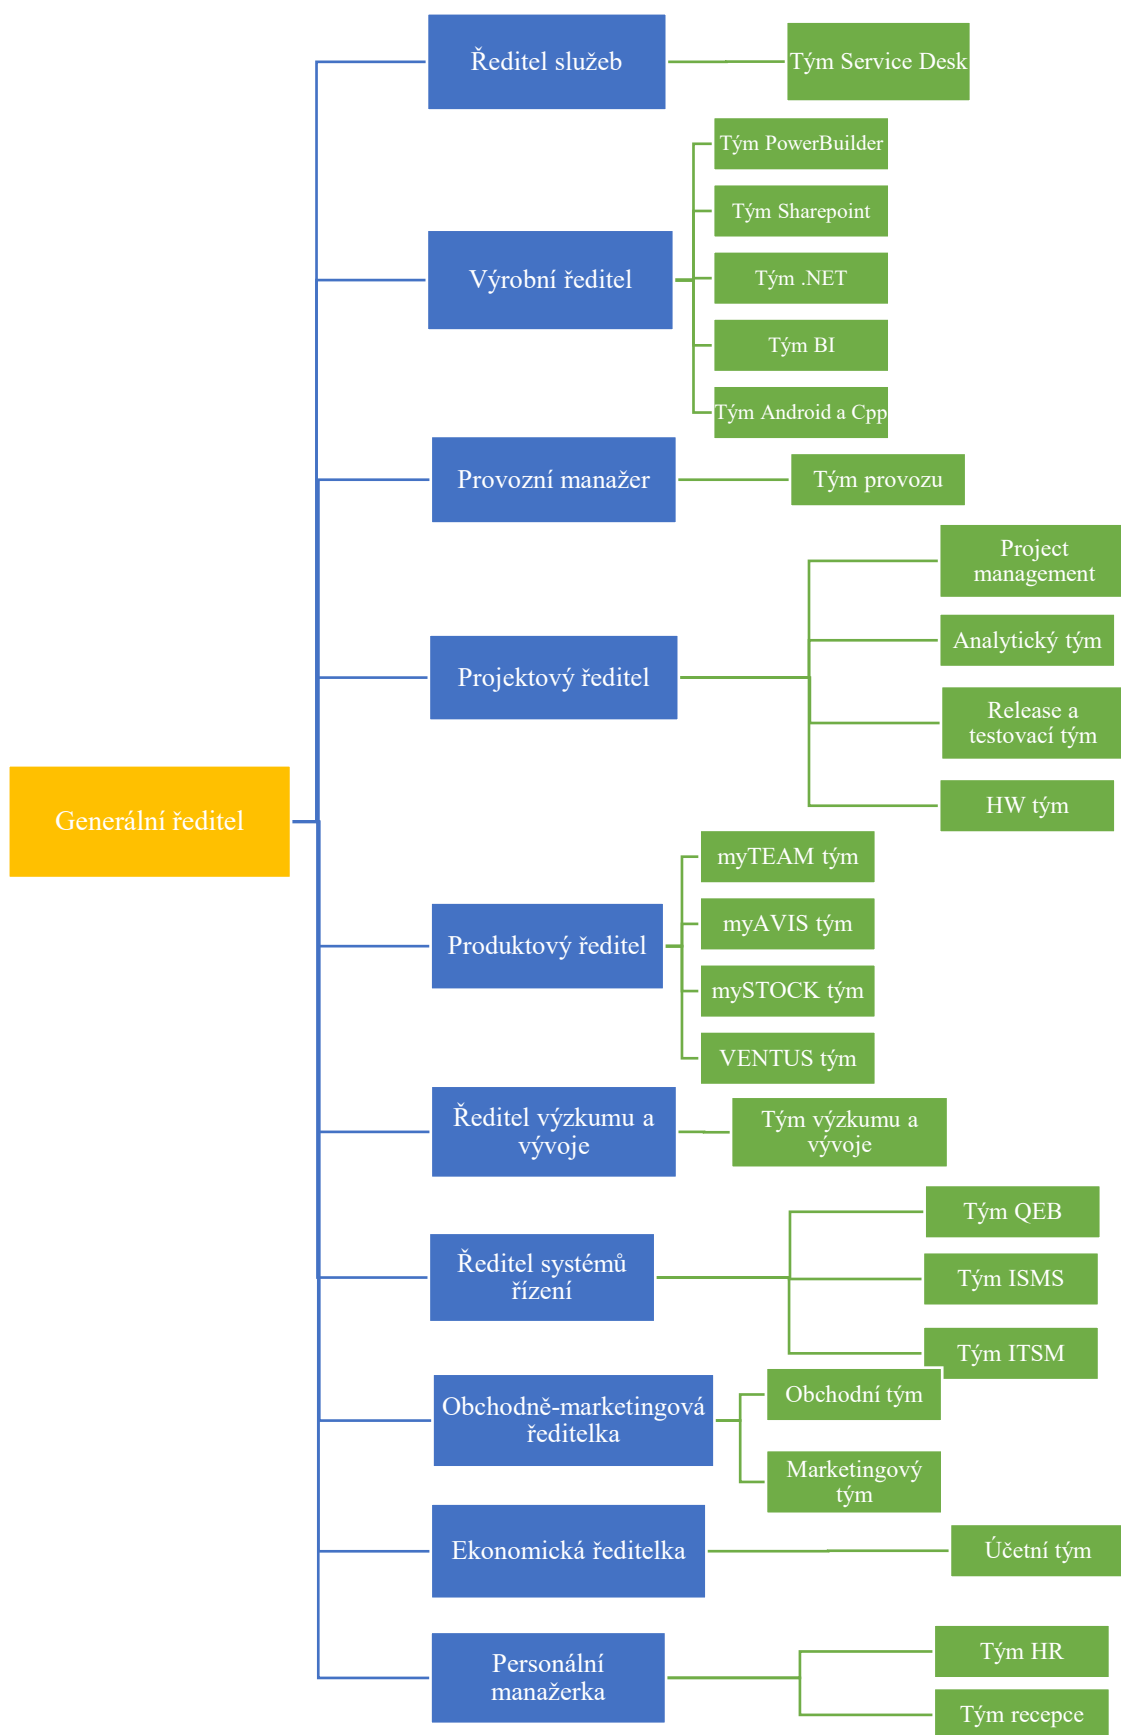 Ředitel služeb
Tým Service Desk
Výrobní ředitel
Tým PowerBuilder
Tým Sharepoint
Tým .NET
Tým BI
Tým Android a Cpp
Provozní manažer
Tým provozu
Projektový ředitel
Project
management
Analytický tým
Release a
testovací tým
HW tým
Generální ředitel
Produktový ředitel
myTEAM tým
myAVIS tým
mySTOCK tým
VENTUS tým
Ředitel výzkumu a
vývoje
Tým výzkumu a
vývoje
Ředitel systémů
řízení
Tým QEB
Tým ISMS
Tým ITSM
Obchodně-marketingová
ředitelka
Obchodní tým
Marketingový
tým
Ekonomická ředitelka
Účetní tým
Personální
manažerka
Tým HR
Tým recepce